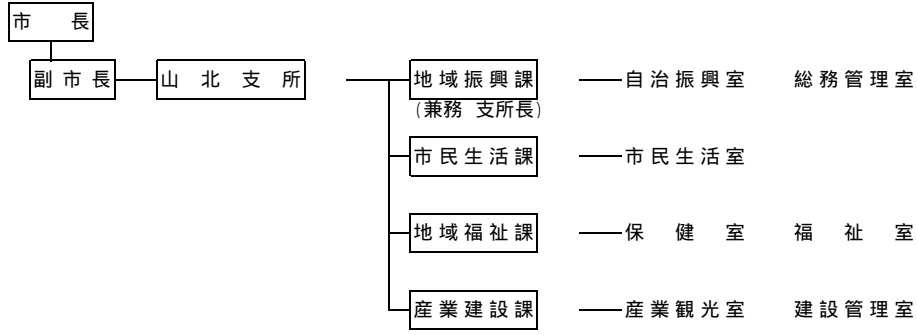 市長
副市長 山北支所 地域振興課 自治振興室 総務管理室
(兼務 支所長)
市民生活課 市民生活室
地域福祉課 保健室 福祉室
産業建設課 産業観光室 建設管理室